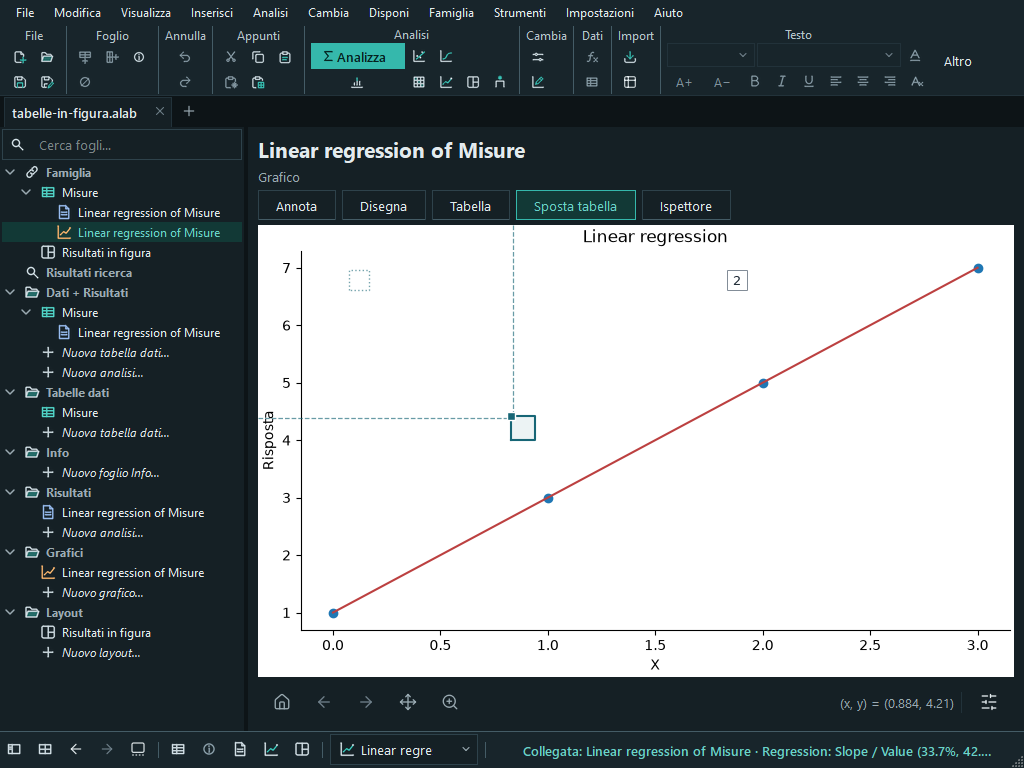 File Modifica Visualizza Inserisci Analisi Cambia Disponi Famiglia Strumenti Impostazioni Aiuto
File Foglio Annulla Appunti Analisi Cambia Dati Import Testo
Σ Analizza
Altro
A+ A− B I U
tabelle-in-figura.alab
Cerca fogli...
Famiglia
Misure
Linear regression of Misure
Linear regression of Misure
Risultati in figura
Risultati ricerca
Dati + Risultati
Misure
Linear regression of Misure
Nuova tabella dati...
Nuova analisi...
Tabelle dati
Misure
Nuova tabella dati...
Info
Nuovo foglio Info...
Risultati
Linear regression of Misure
Nuova analisi...
Grafici
Linear regression of Misure
Nuovo grafico...
Layout
Risultati in figura
Nuovo layout...
Linear regression of Misure
Grafico
Annota Disegna Tabella Sposta tabella Ispettore
Linear regression
2
7
6
5
4
3
2
1
Risposta
0.0 0.5 1.0 1.5 2.0 2.5 3.0
X
(x, y) = (0.884, 4.21)
Linear regre
Collegata: Linear regression of Misure · Regression: Slope / Value (33.7%, 42....